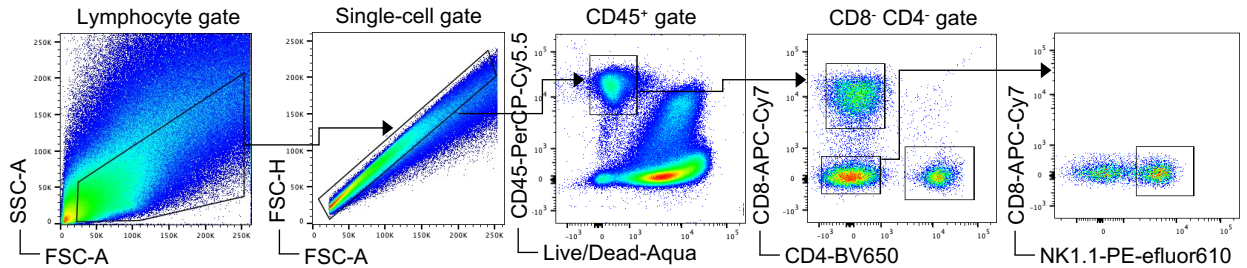 Lymphocyte gate
Single-cell gate
CD45⁺ gate
CD8⁻ CD4⁻ gate
SSC-A
250K
200K
150K
100K
50K
0
0 50K 100K 150K 200K 250K
FSC-A
FSC-H
250K
200K
150K
100K
50K
0
0 50K 100K 150K 200K 250K
FSC-A
CD45-PerCP-Cy5.5
10⁵
10⁴
10³
0
-10³
-10³ 0 10³ 10⁴ 10⁵
Live/Dead-Aqua
CD8-APC-Cy7
10⁵
10⁴
10³
0
-10³
-10³ 0 10³ 10⁴ 10⁵
CD4-BV650
CD8-APC-Cy7
10⁵
10⁴
10³
0
-10³
0 10³ 10⁴ 10⁵
NK1.1-PE-efluor610